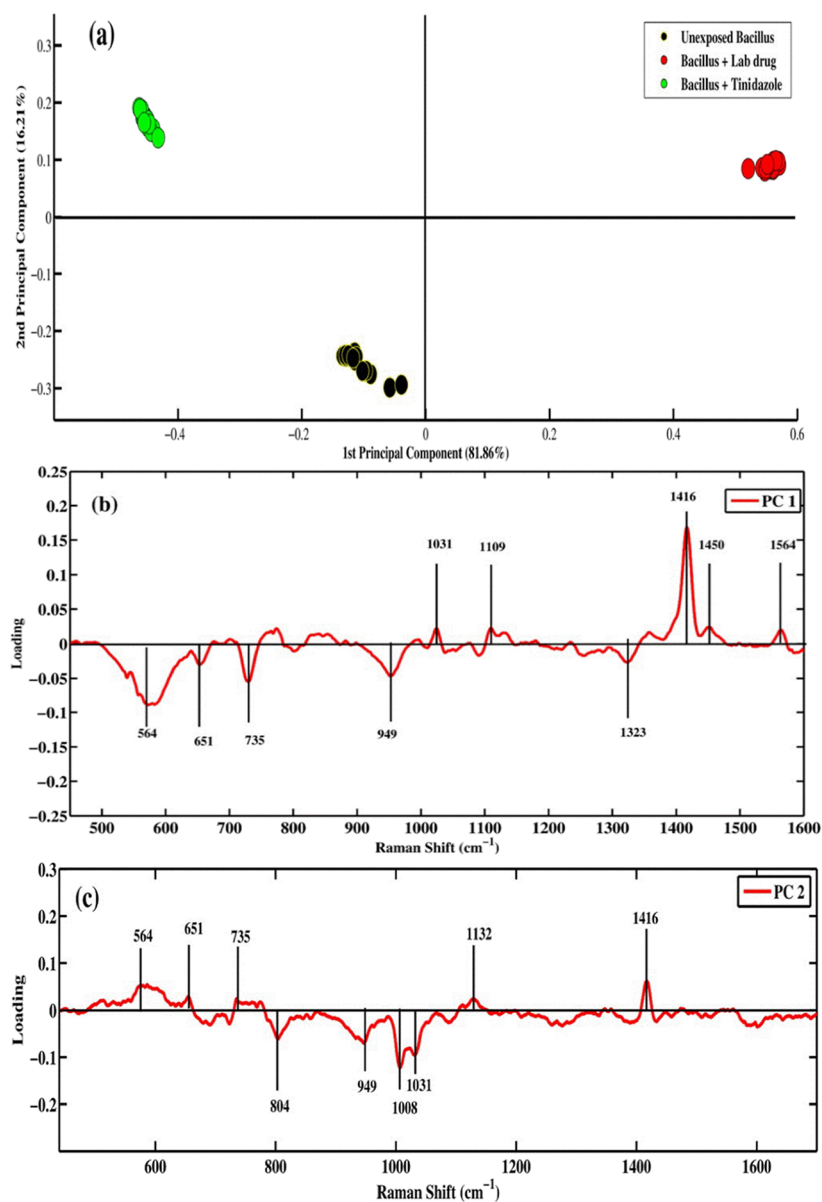 (a)
Unexposed Bacillus
Bacillus + Lab drug
Bacillus + Tinidazole
2nd Principal Component (16.21%)
0.3
0.2
0.1
0
−0.1
−0.2
−0.3
−0.4 −0.2 0 0.2 0.4 0.6
1st Principal Component (81.86%)
(b)
PC 1
Loading
0.25
0.2
0.15
0.1
0.05
0
−0.05
−0.1
−0.15
−0.2
−0.25
1416
1031 1109 1450 1564
564 651 735 949 1323
500 600 700 800 900 1000 1100 1200 1300 1400 1500 1600
Raman Shift (cm⁻¹)
(c)
PC 2
Loading
0.3
0.2
0.1
0
−0.1
−0.2
564 651 735 1132 1416
804 949 1008 1031
600 800 1000 1200 1400 1600
Raman Shift (cm⁻¹)